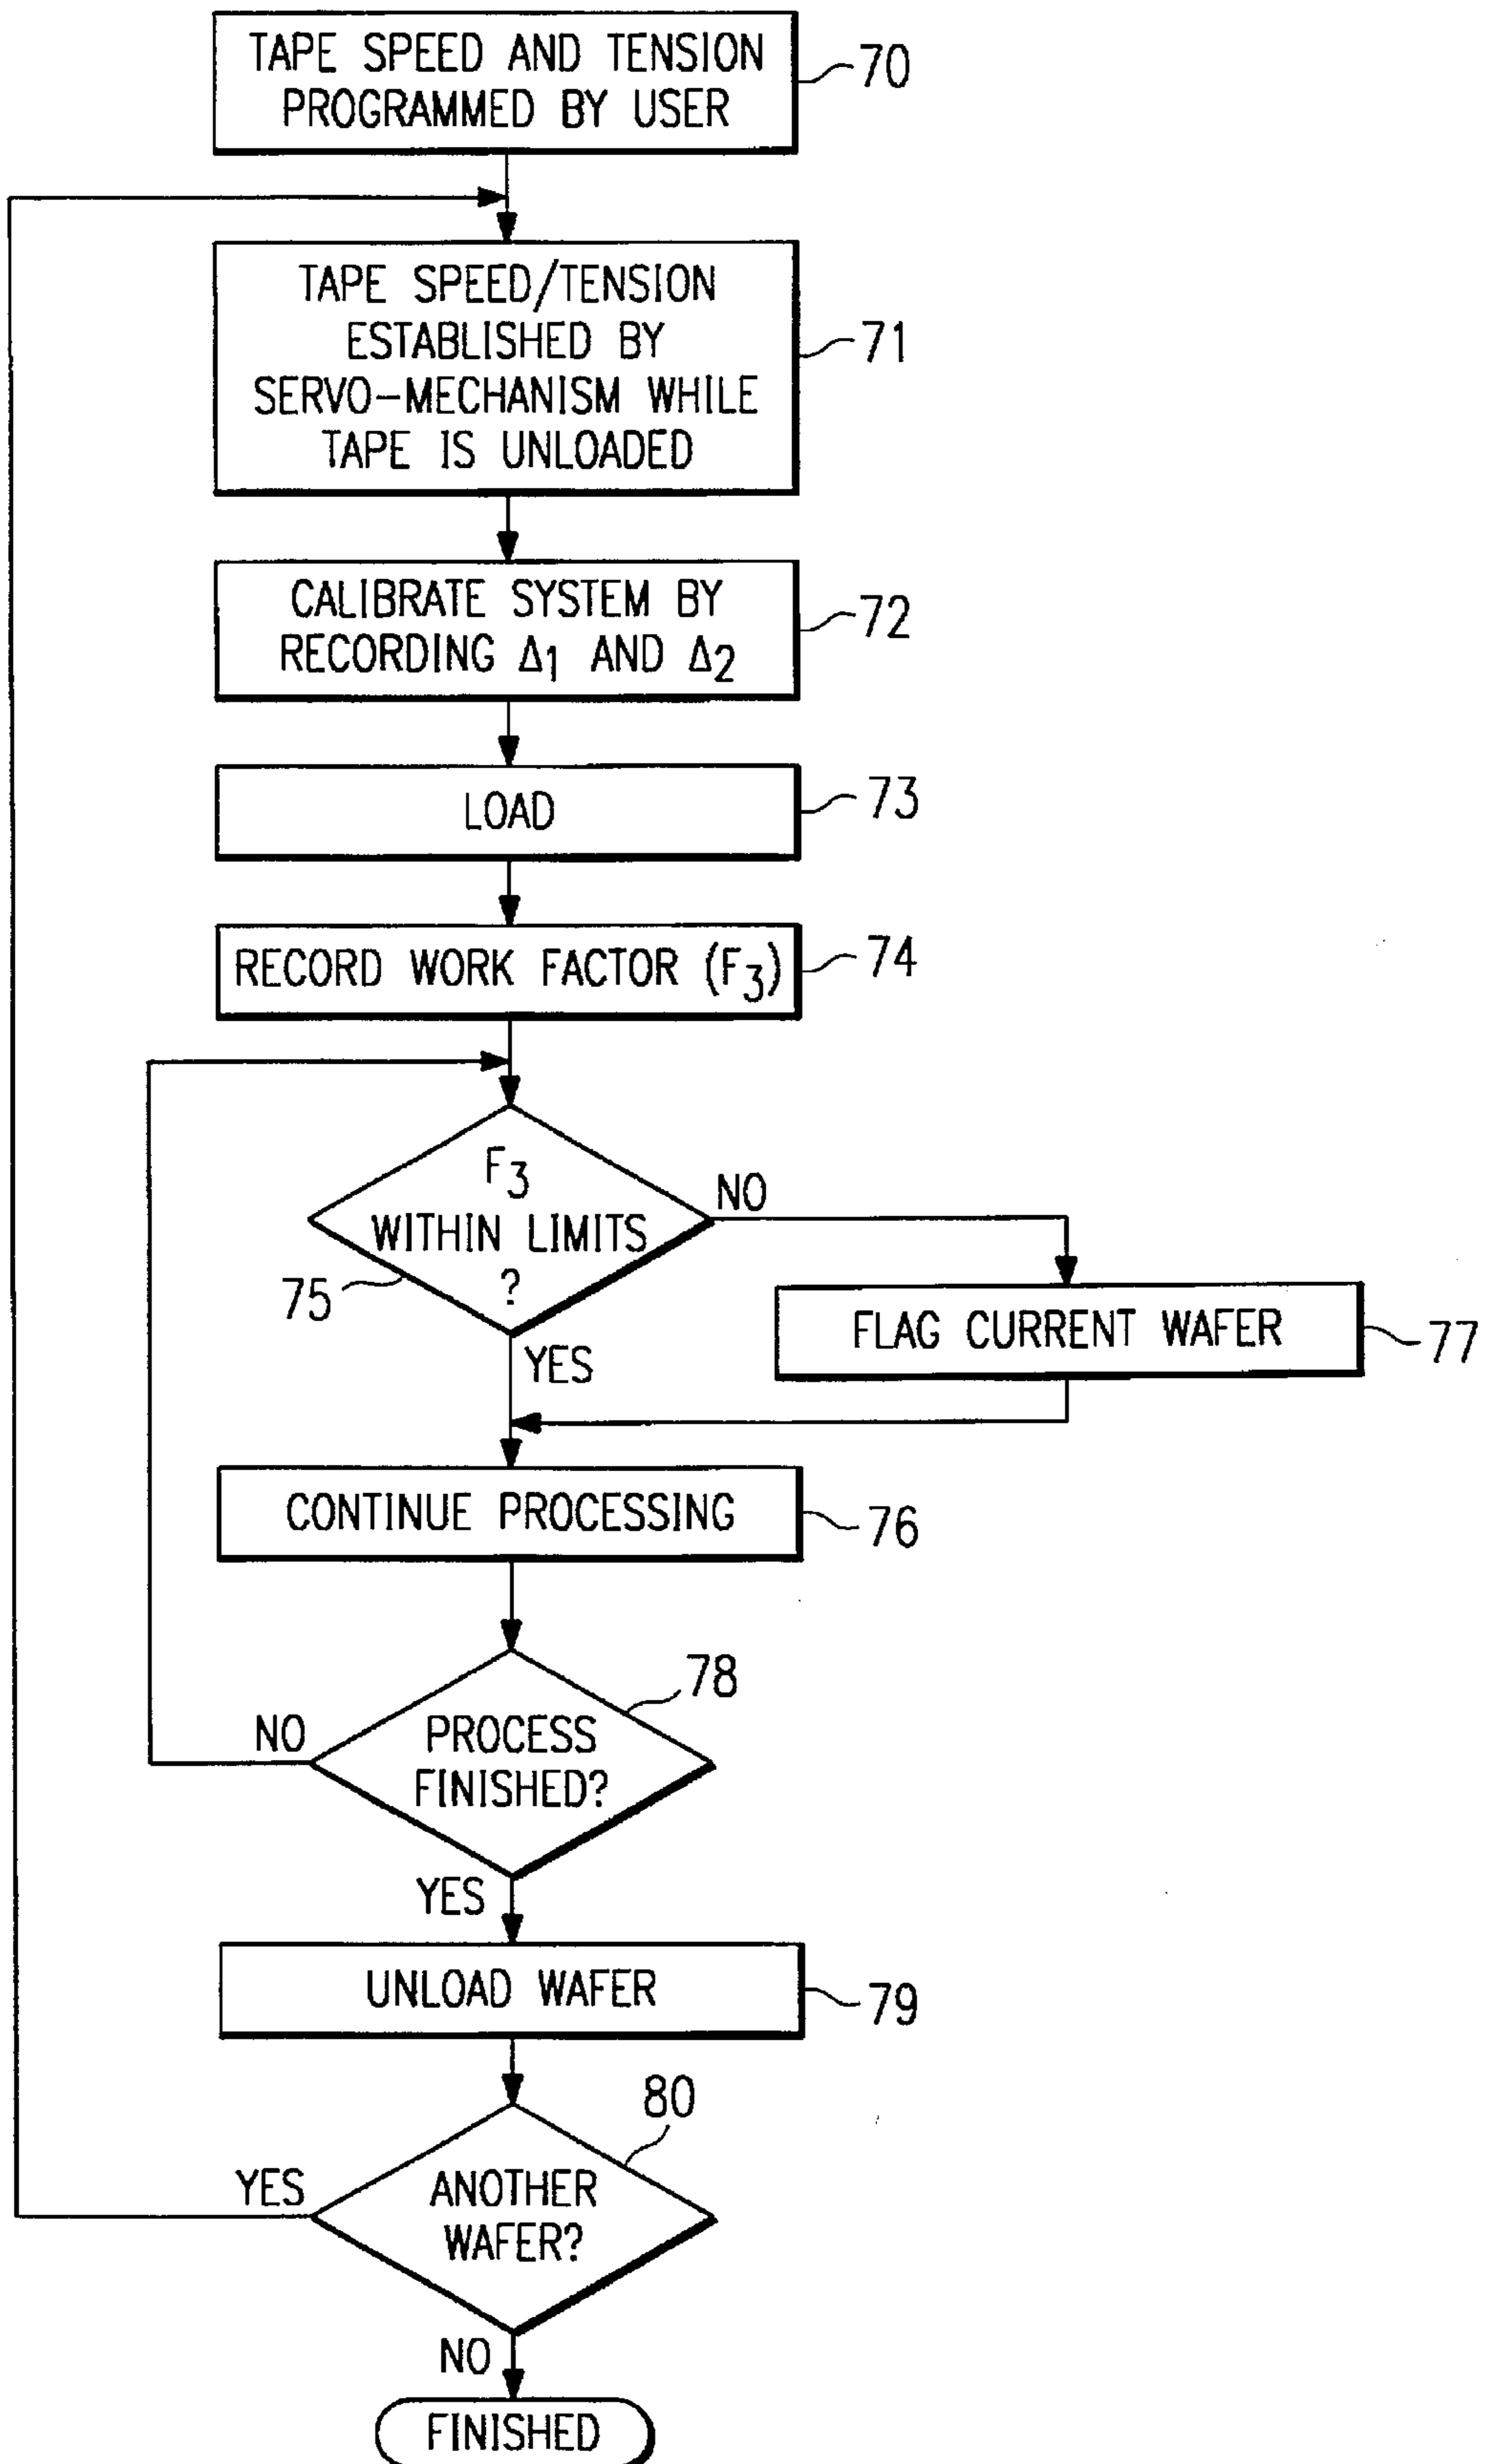 TAPE SPEED AND TENSION
PROGRAMMED BY USER
70
TAPE SPEED/TENSION
ESTABLISHED BY
SERVO-MECHANISM WHILE
TAPE IS UNLOADED
71
CALIBRATE SYSTEM BY
RECORDING Δ1 AND Δ2
72
LOAD
73
RECORD WORK FACTOR (F3)
74
F3
WITHIN LIMITS
?
75
NO
YES
FLAG CURRENT WAFER
77
CONTINUE PROCESSING
76
78
PROCESS
FINISHED?
NO
YES
UNLOAD WAFER
79
80
ANOTHER
WAFER?
YES
NO
FINISHED